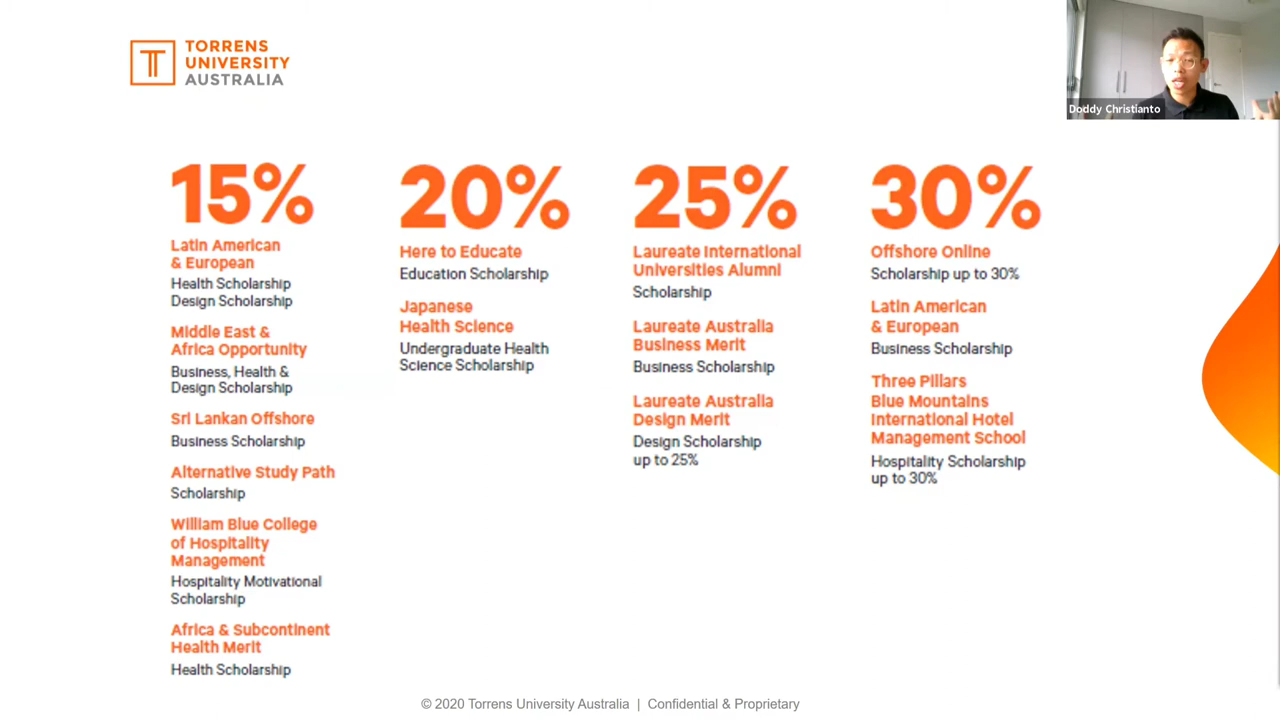 TORRENS
UNIVERSITY
AUSTRALIA
Doddy Christianto
15%
Latin American
& European
Health Scholarship
Design Scholarship
Middle East &
Africa Opportunity
Business, Health &
Design Scholarship
Sri Lankan Offshore
Business Scholarship
Alternative Study Path
Scholarship
William Blue College
of Hospitality
Management
Hospitality Motivational
Scholarship
Africa & Subcontinent
Health Merit
Health Scholarship
20%
Here to Educate
Education Scholarship
Japanese
Health Science
Undergraduate Health
Science Scholarship
25%
Laureate International
Universities Alumni
Scholarship
Laureate Australia
Business Merit
Business Scholarship
Laureate Australia
Design Merit
Design Scholarship
up to 25%
30%
Offshore Online
Scholarship up to 30%
Latin American
& European
Business Scholarship
Three Pillars
Blue Mountains
International Hotel
Management School
Hospitality Scholarship
up to 30%
© 2020 Torrens University Australia | Confidential & Proprietary